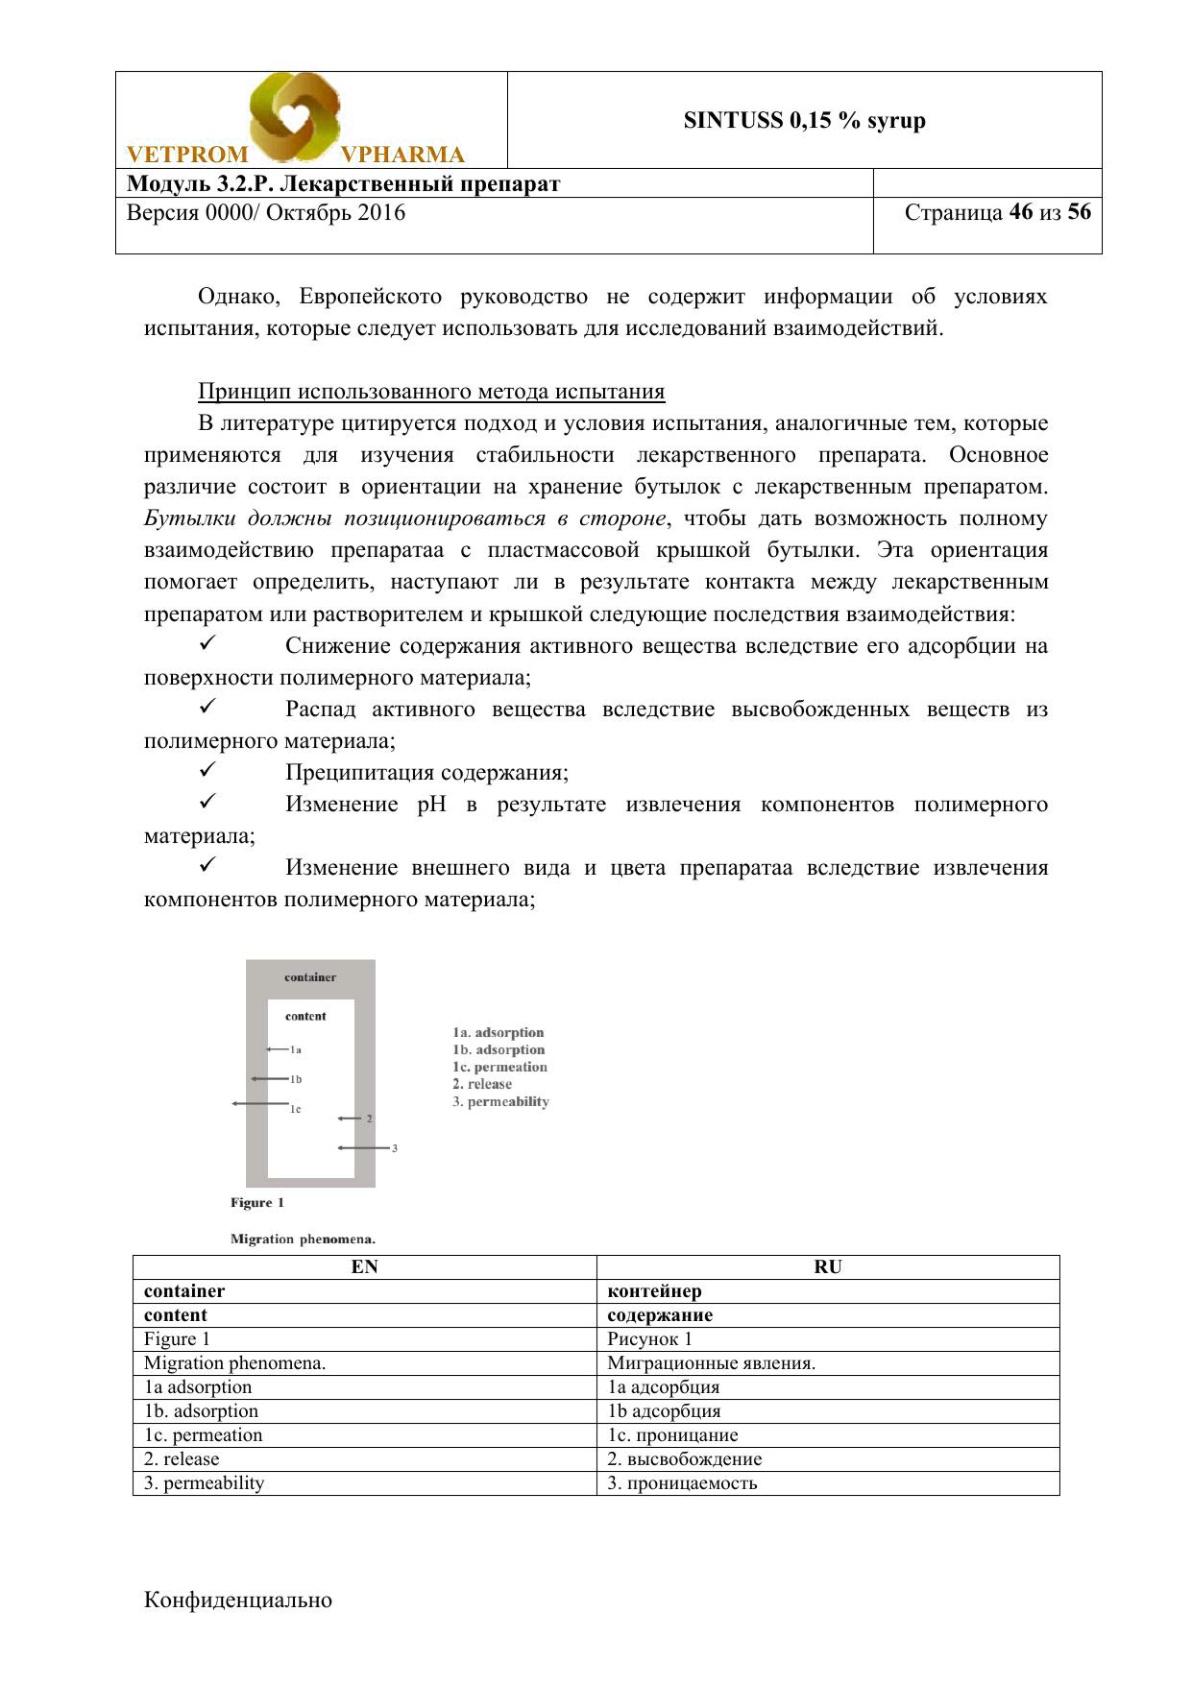 VETPROM VPHARMA
SINTUSS 0,15 % syrup
Модуль 3.2.Р. Лекарственный препарат
Версия 0000/ Октябрь 2016
Страница 46 из 56
Однако, Европейското руководство не содержит информации об условиях
испытания, которые следует использовать для исследований взаимодействий.
Принцип использованного метода испытания
В литературе цитируется подход и условия испытания, аналогичные тем, которые
применяются для изучения стабильности лекарственного препарата. Основное
различие состоит в ориентации на хранение бутылок с лекарственным препаратом.
Бутылки должны позиционироваться в стороне, чтобы дать возможность полному
взаимодействию препаратаа с пластмассовой крышкой бутылки. Эта ориентация
помогает определить, наступают ли в результате контакта между лекарственным
препаратом или растворителем и крышкой следующие последствия взаимодействия:
✓ Снижение содержания активного вещества вследствие его адсорбции на
поверхности полимерного материала;
✓ Распад активного вещества вследствие высвобожденных веществ из
полимерного материала;
✓ Преципитация содержания;
✓ Изменение рН в результате извлечения компонентов полимерного
материала;
✓ Изменение внешнего вида и цвета препаратаа вследствие извлечения
компонентов полимерного материала;
container
content
1a
1b
1c
2
3
1a. adsorption
1b. adsorption
1c. permeation
2. release
3. permeability
Figure 1
Migration phenomena.
EN RU
container контейнер
content содержание
Figure 1 Рисунок 1
Migration phenomena. Миграционные явления.
1a adsorption 1a адсорбция
1b. adsorption 1b адсорбция
1c. permeation 1c. проницание
2. release 2. высвобождение
3. permeability 3. проницаемость
Конфиденциально